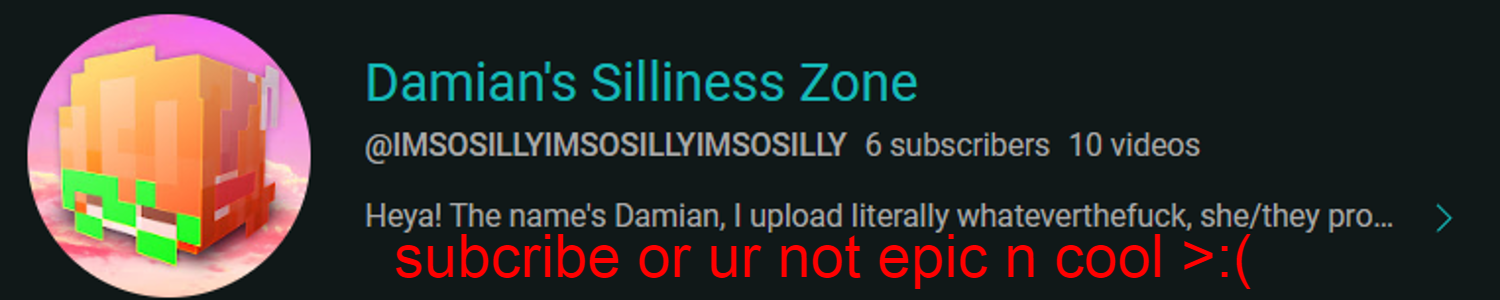 Damian's Silliness Zone
@IMSOSILLYIMSOSILLYIMSOSILLY 6 subscribers 10 videos
Heya! The name's Damian, I upload literally whateverthefuck, she/they pro...
subcribe or ur not epic n cool >:(